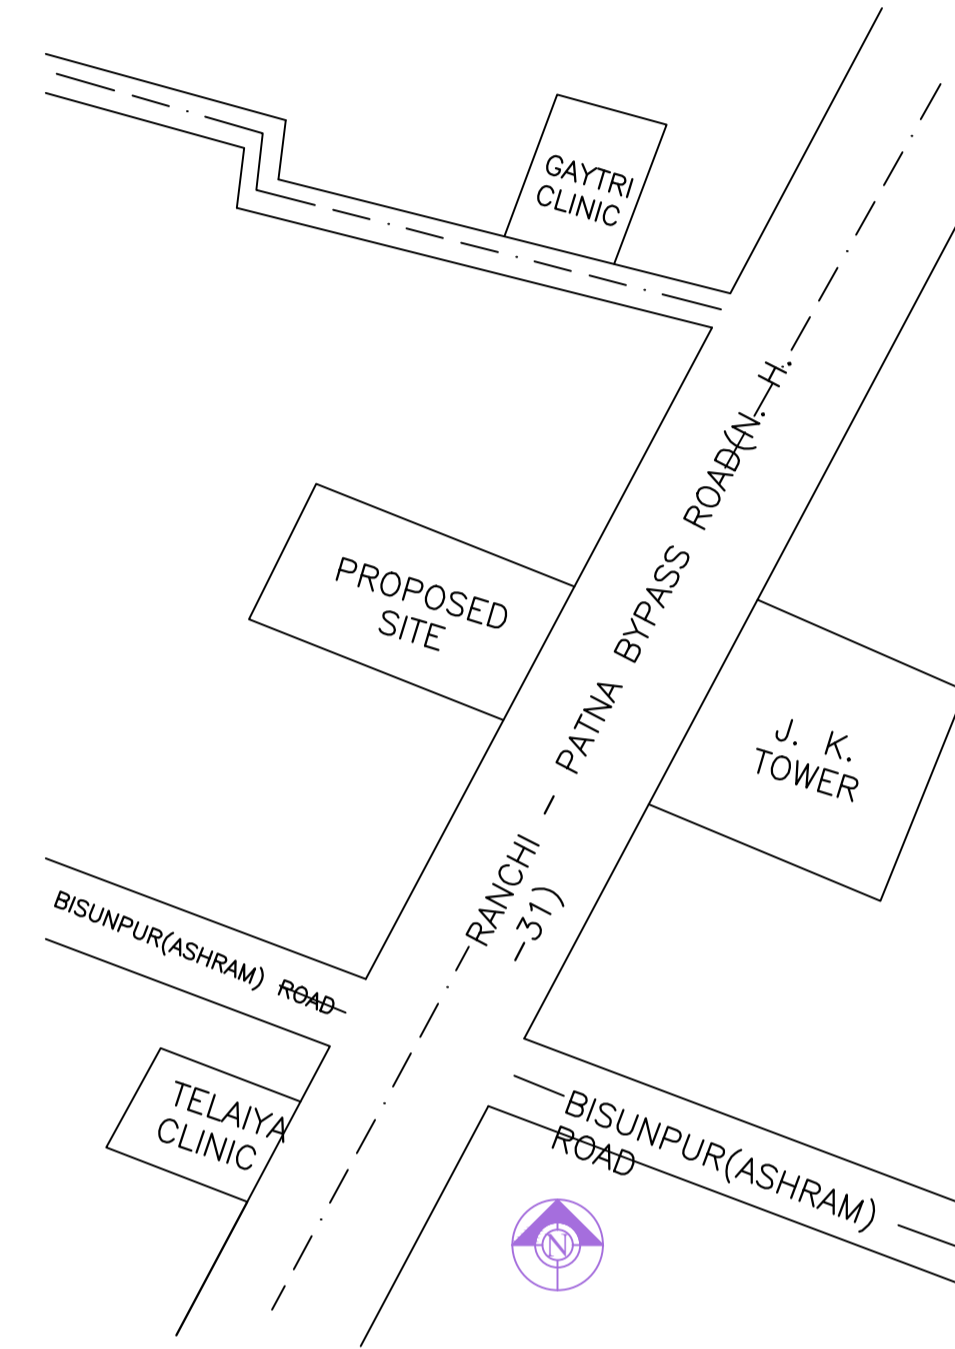 GAYTRI
CLINIC
PROPOSED
SITE
RANCHI - PATNA BYPASS ROAD(N. H.
-31)
J. K.
TOWER
BISUNPUR(ASHRAM) ROAD
TELAIYA
CLINIC
BISUNPUR(ASHRAM)
ROAD
N